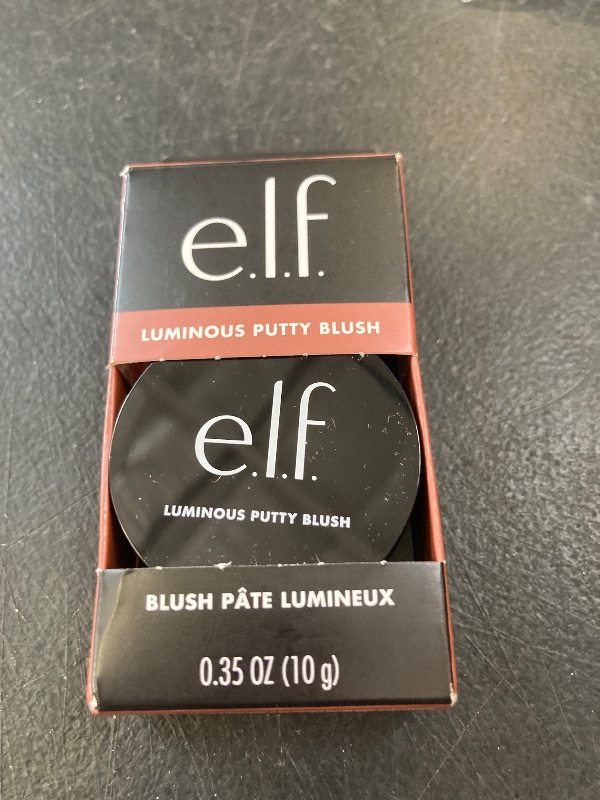 e.l.f.
LUMINOUS PUTTY BLUSH
e.l.f.
LUMINOUS PUTTY BLUSH
BLUSH PÂTE LUMINEUX
0.35 OZ (10 g)